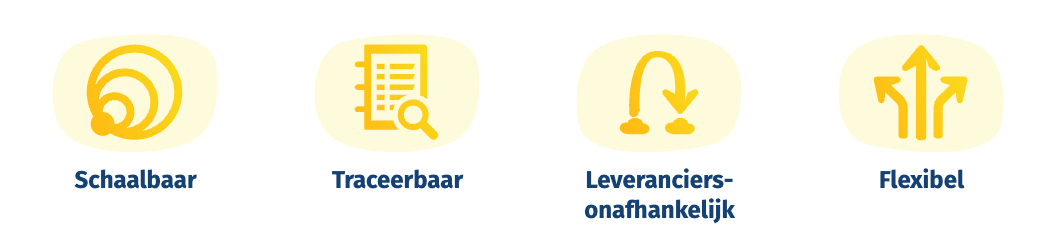 Schaalbaar
Traceerbaar
Leveranciers-
onafhankelijk
Flexibel